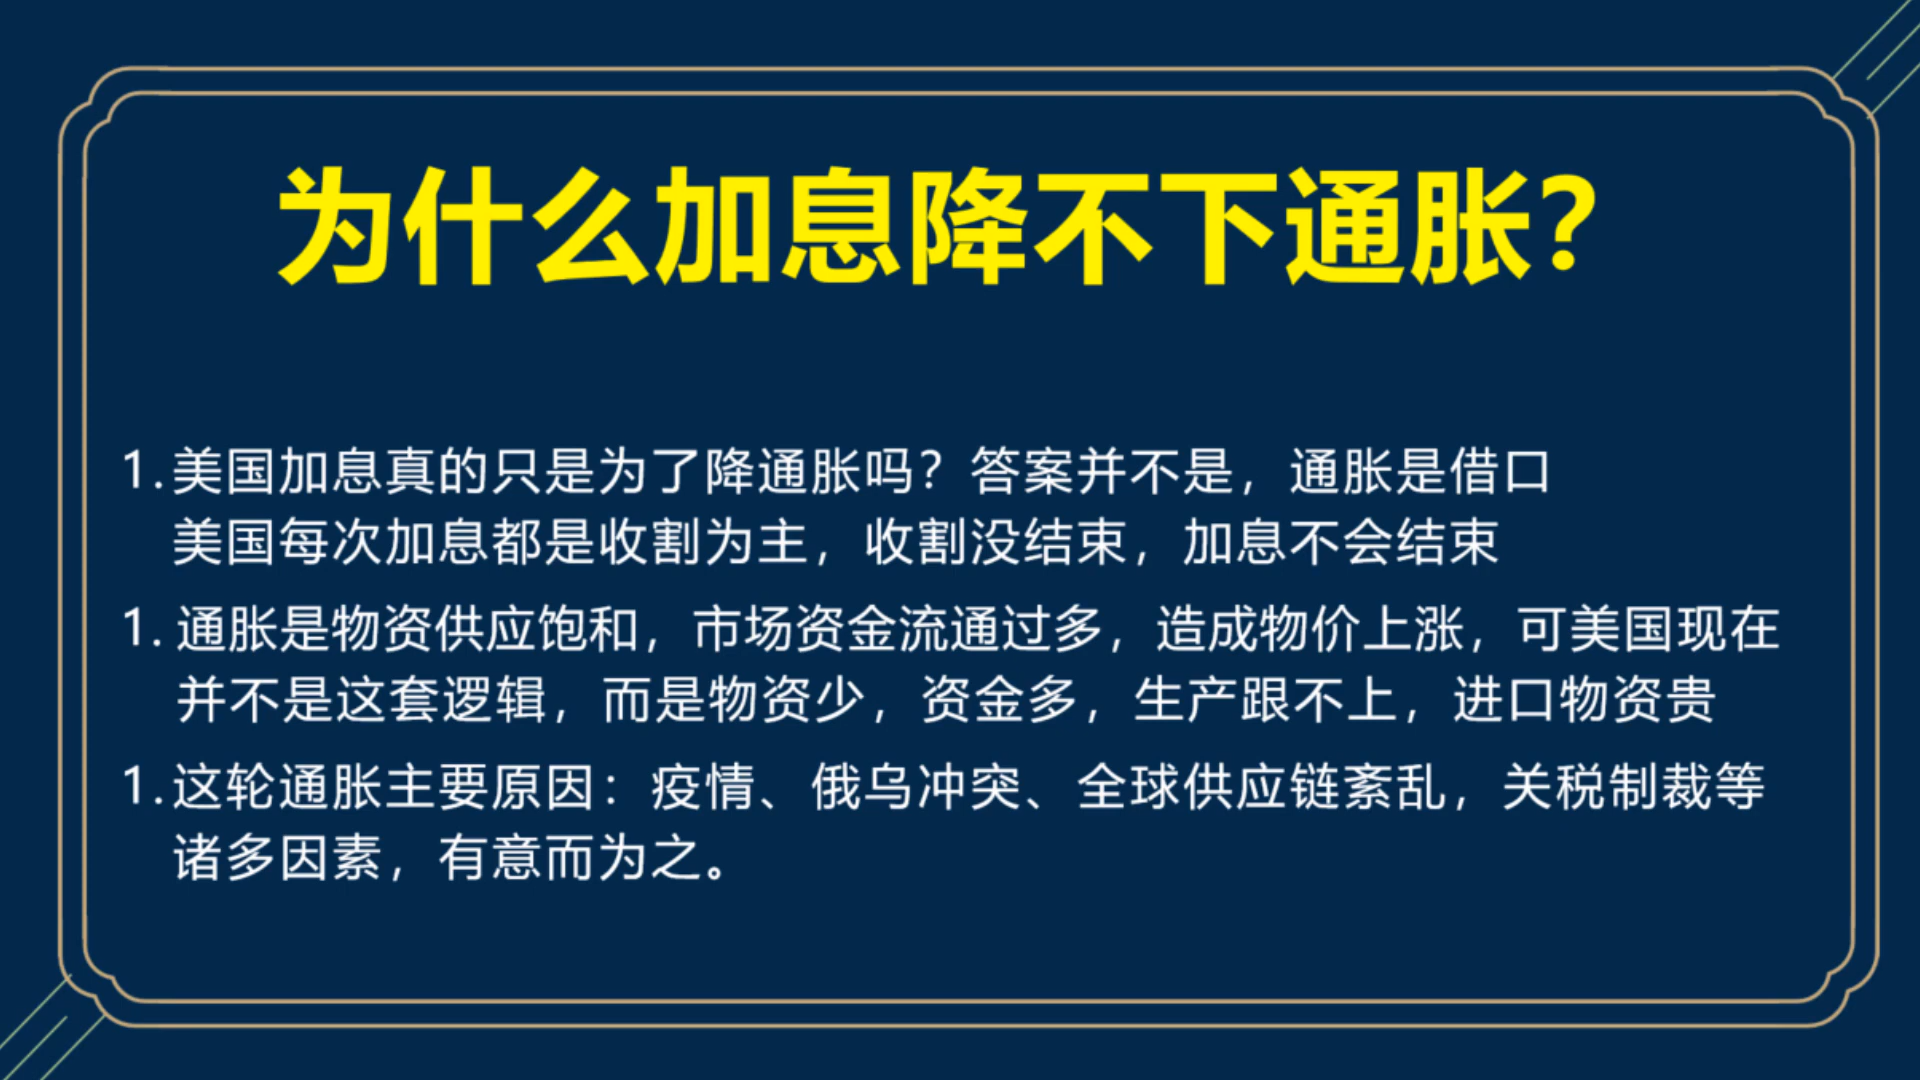 为什么加息降不下通胀？
1.美国加息真的只是为了降通胀吗？答案并不是，通胀是借口
美国每次加息都是收割为主，收割没结束，加息不会结束
1.通胀是物资供应饱和，市场资金流通过多，造成物价上涨，可美国现在
并不是这套逻辑，而是物资少，资金多，生产跟不上，进口物资贵
1.这轮通胀主要原因：疫情、俄乌冲突、全球供应链紊乱，关税制裁等
诸多因素，有意而为之。